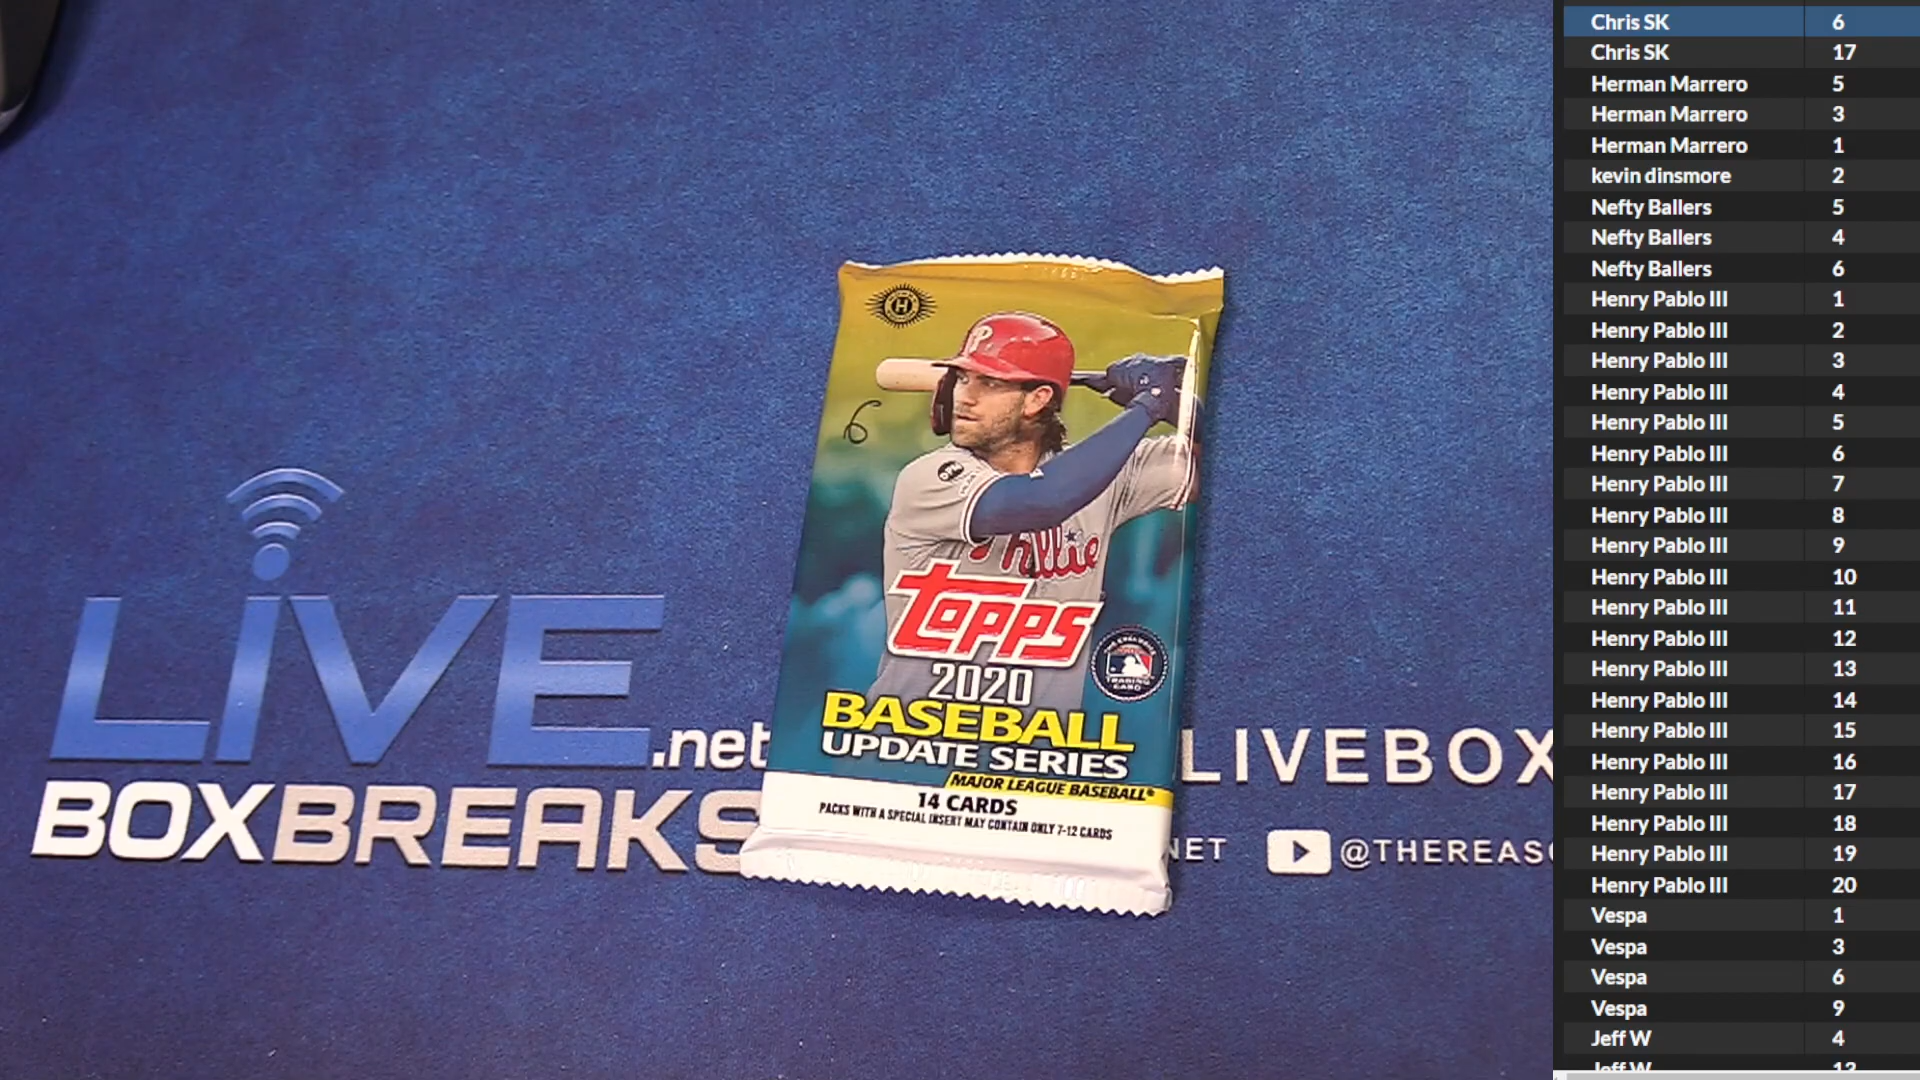 H
P
6
Phillie
TOPPS
2020
BASEBALL
UPDATE SERIES
MAJOR LEAGUE BASEBALL®
14 CARDS
PACKS WITH A SPECIAL INSERT MAY CONTAIN ONLY 7-12 CARDS
LIVE.net
BOXBREAKS
LIVEBOX
NET
@THEREAS
Chris SK 6
Chris SK 17
Herman Marrero 5
Herman Marrero 3
Herman Marrero 1
kevin dinsmore 2
Nefty Ballers 5
Nefty Ballers 4
Nefty Ballers 6
Henry Pablo III 1
Henry Pablo III 2
Henry Pablo III 3
Henry Pablo III 4
Henry Pablo III 5
Henry Pablo III 6
Henry Pablo III 7
Henry Pablo III 8
Henry Pablo III 9
Henry Pablo III 10
Henry Pablo III 11
Henry Pablo III 12
Henry Pablo III 13
Henry Pablo III 14
Henry Pablo III 15
Henry Pablo III 16
Henry Pablo III 17
Henry Pablo III 18
Henry Pablo III 19
Henry Pablo III 20
Vespa 1
Vespa 3
Vespa 6
Vespa 9
Jeff W 4
Jeff W